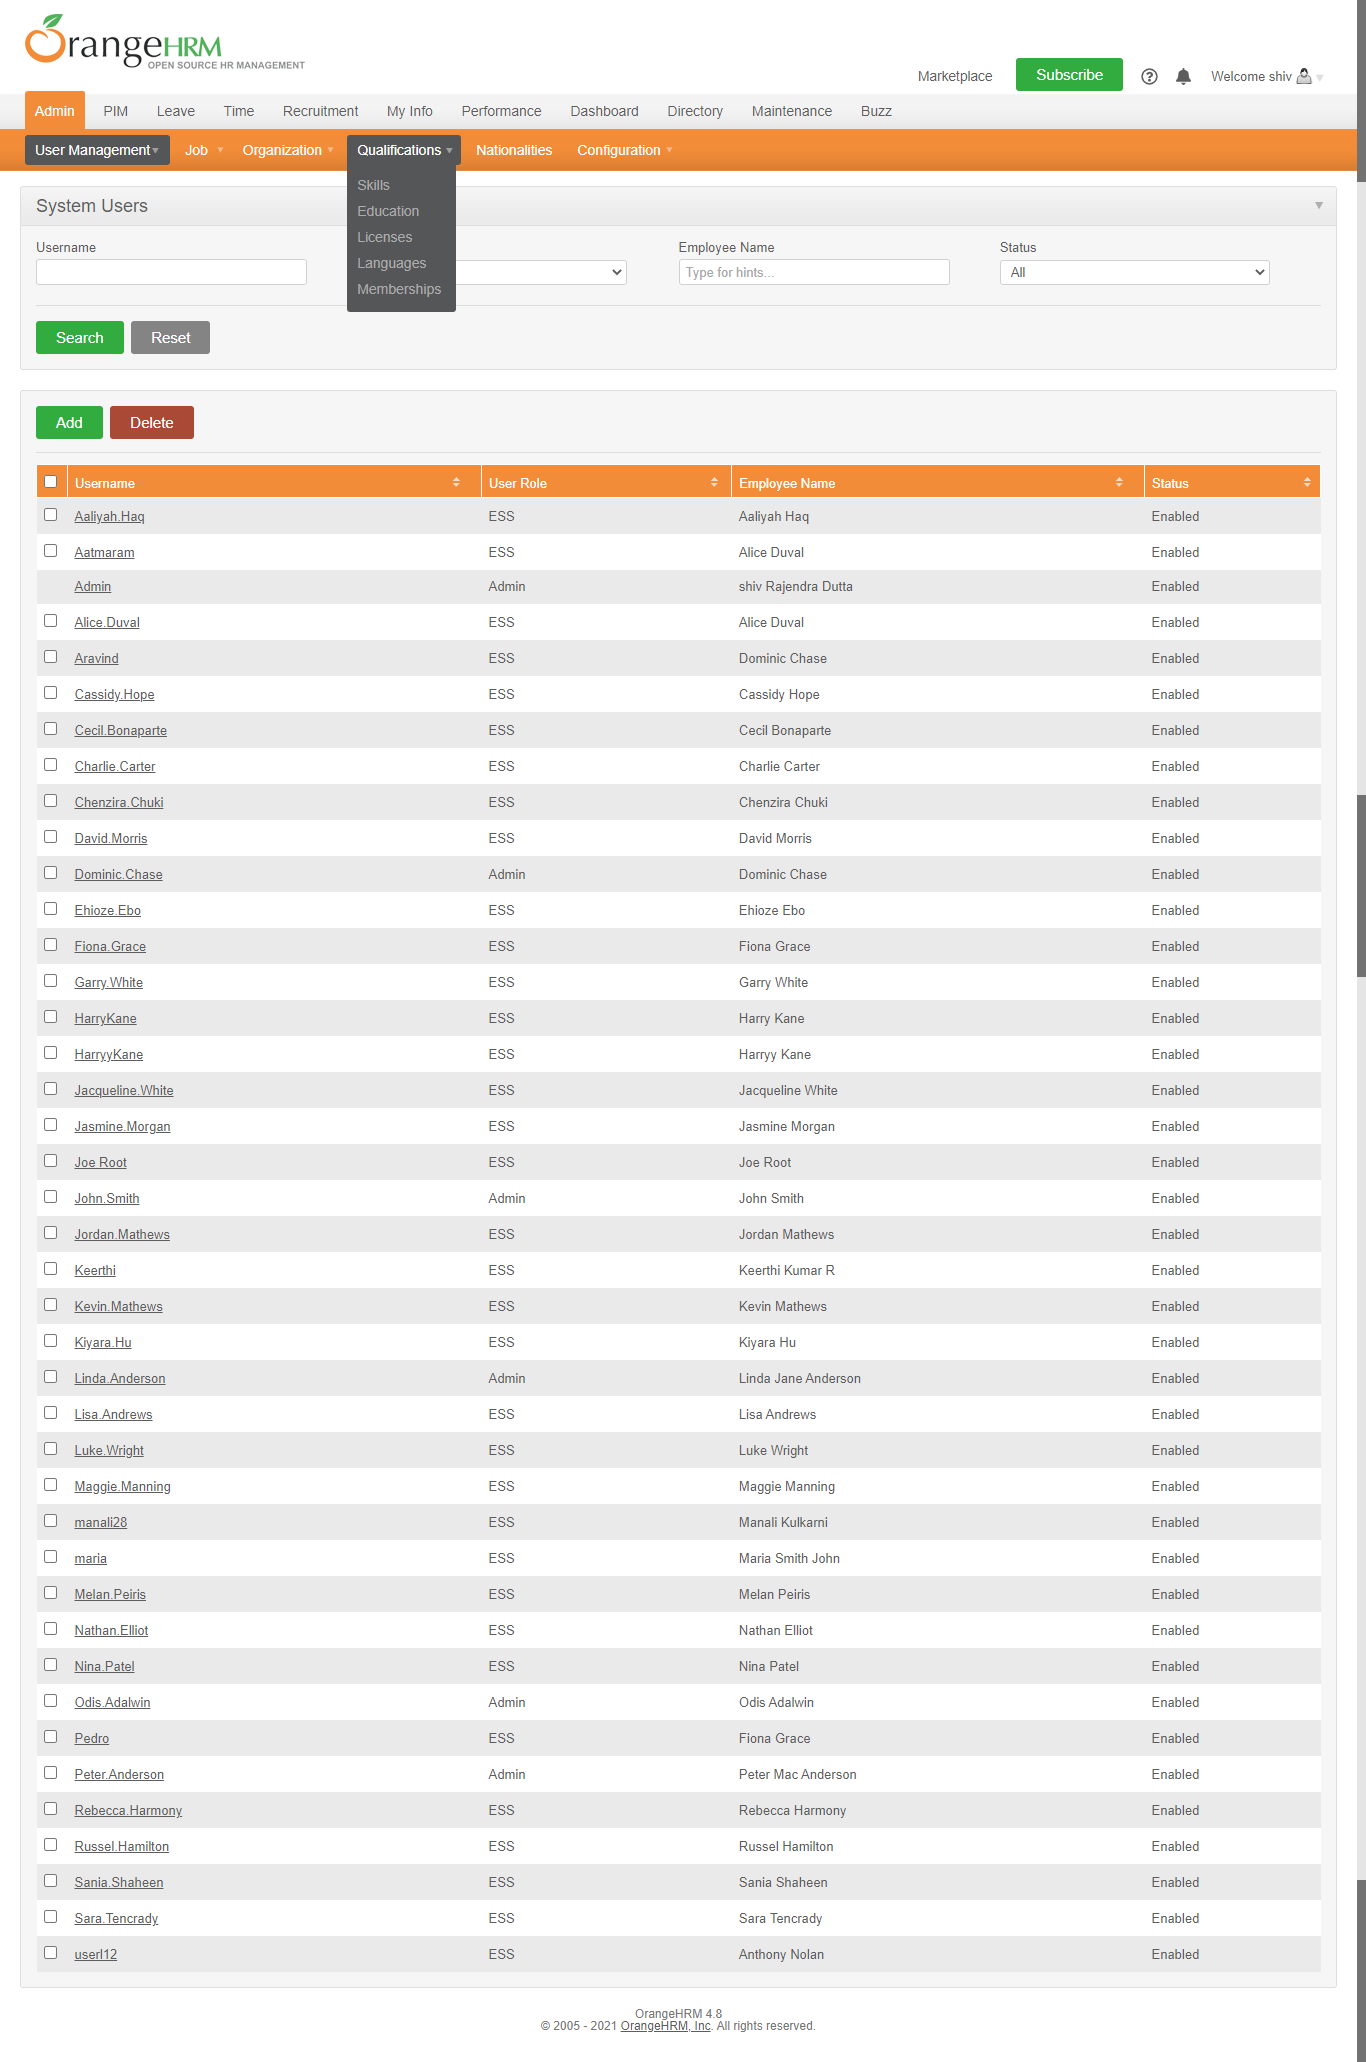 OrangeHRM
OPEN SOURCE HR MANAGEMENT
Marketplace Subscribe Welcome shiv
Admin PIM Leave Time Recruitment My Info Performance Dashboard Directory Maintenance Buzz
User Management Job Organization Qualifications Nationalities Configuration
Skills
Education
Licenses
Languages
Memberships
System Users
Username Employee Name Status
Type for hints... All
Search Reset
Add Delete
Username User Role Employee Name Status
Aaliyah.Haq ESS Aaliyah Haq Enabled
Aatmaram ESS Alice Duval Enabled
Admin Admin shiv Rajendra Dutta Enabled
Alice.Duval ESS Alice Duval Enabled
Aravind ESS Dominic Chase Enabled
Cassidy.Hope ESS Cassidy Hope Enabled
Cecil.Bonaparte ESS Cecil Bonaparte Enabled
Charlie.Carter ESS Charlie Carter Enabled
Chenzira.Chuki ESS Chenzira Chuki Enabled
David.Morris ESS David Morris Enabled
Dominic.Chase Admin Dominic Chase Enabled
Ehioze.Ebo ESS Ehioze Ebo Enabled
Fiona.Grace ESS Fiona Grace Enabled
Garry.White ESS Garry White Enabled
HarryKane ESS Harry Kane Enabled
HarryyKane ESS Harryy Kane Enabled
Jacqueline.White ESS Jacqueline White Enabled
Jasmine.Morgan ESS Jasmine Morgan Enabled
Joe Root ESS Joe Root Enabled
John.Smith Admin John Smith Enabled
Jordan.Mathews ESS Jordan Mathews Enabled
Keerthi ESS Keerthi Kumar R Enabled
Kevin.Mathews ESS Kevin Mathews Enabled
Kiyara.Hu ESS Kiyara Hu Enabled
Linda.Anderson Admin Linda Jane Anderson Enabled
Lisa.Andrews ESS Lisa Andrews Enabled
Luke.Wright ESS Luke Wright Enabled
Maggie.Manning ESS Maggie Manning Enabled
manali28 ESS Manali Kulkarni Enabled
maria ESS Maria Smith John Enabled
Melan.Peiris ESS Melan Peiris Enabled
Nathan.Elliot ESS Nathan Elliot Enabled
Nina.Patel ESS Nina Patel Enabled
Odis.Adalwin Admin Odis Adalwin Enabled
Pedro ESS Fiona Grace Enabled
Peter.Anderson Admin Peter Mac Anderson Enabled
Rebecca.Harmony ESS Rebecca Harmony Enabled
Russel.Hamilton ESS Russel Hamilton Enabled
Sania.Shaheen ESS Sania Shaheen Enabled
Sara.Tencrady ESS Sara Tencrady Enabled
userl12 ESS Anthony Nolan Enabled
OrangeHRM 4.8
© 2005 - 2021 OrangeHRM, Inc. All rights reserved.